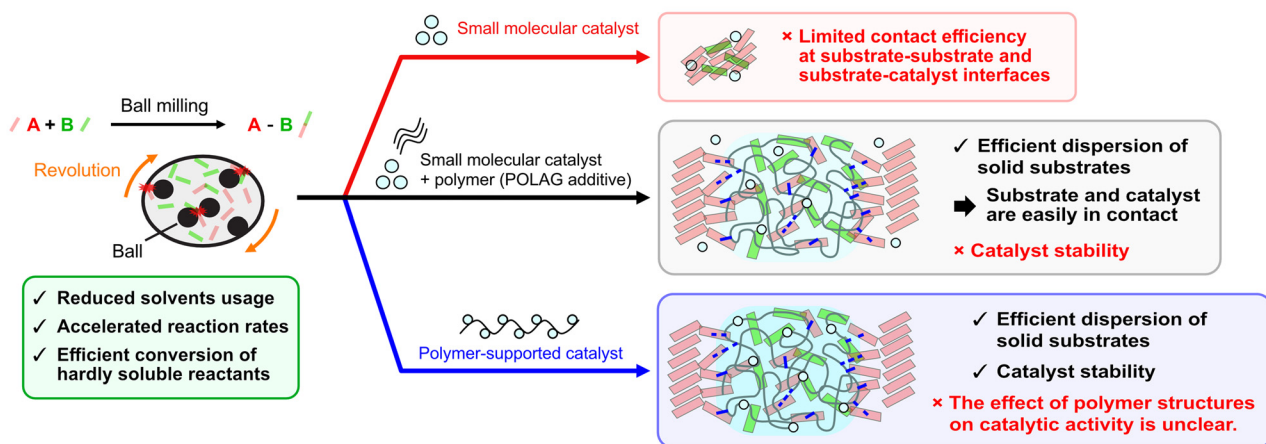 A + B
Ball milling
A - B
Revolution
Ball
✓ Reduced solvents usage
✓ Accelerated reaction rates
✓ Efficient conversion of
hardly soluble reactants
Small molecular catalyst
Small molecular catalyst
+ polymer (POLAG additive)
Polymer-supported catalyst
× Limited contact efficiency
at substrate-substrate and
substrate-catalyst interfaces
✓ Efficient dispersion of
solid substrates
Substrate and catalyst
are easily in contact
× Catalyst stability
✓ Efficient dispersion of
solid substrates
✓ Catalyst stability
× The effect of polymer structures
on catalytic activity is unclear.